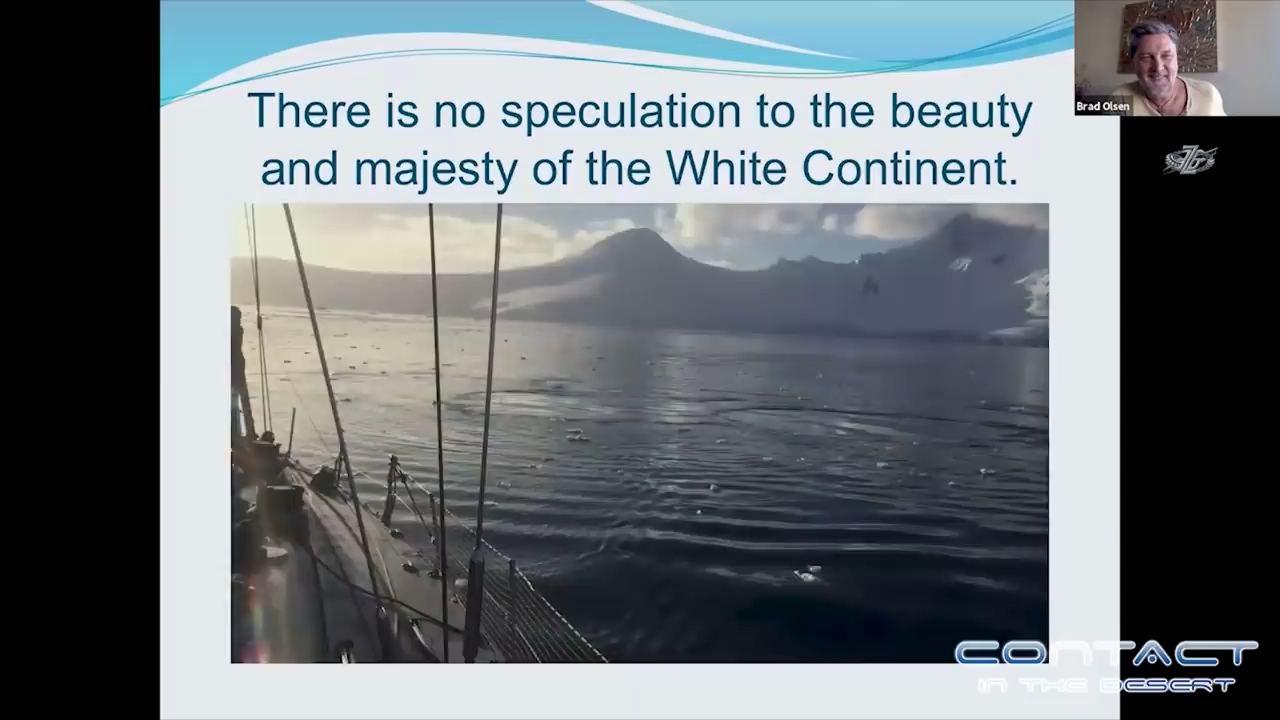 There is no speculation to the beauty
and majesty of the White Continent.
Brad Olsen
CONTACT
IN THE DESERT